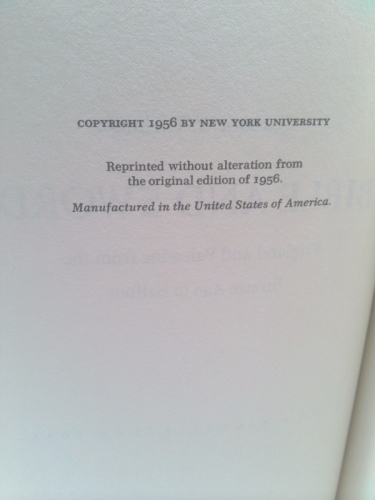 COPYRIGHT 1956 BY NEW YORK UNIVERSITY
Reprinted without alteration from
the original edition of 1956.
Manufactured in the United States of America.